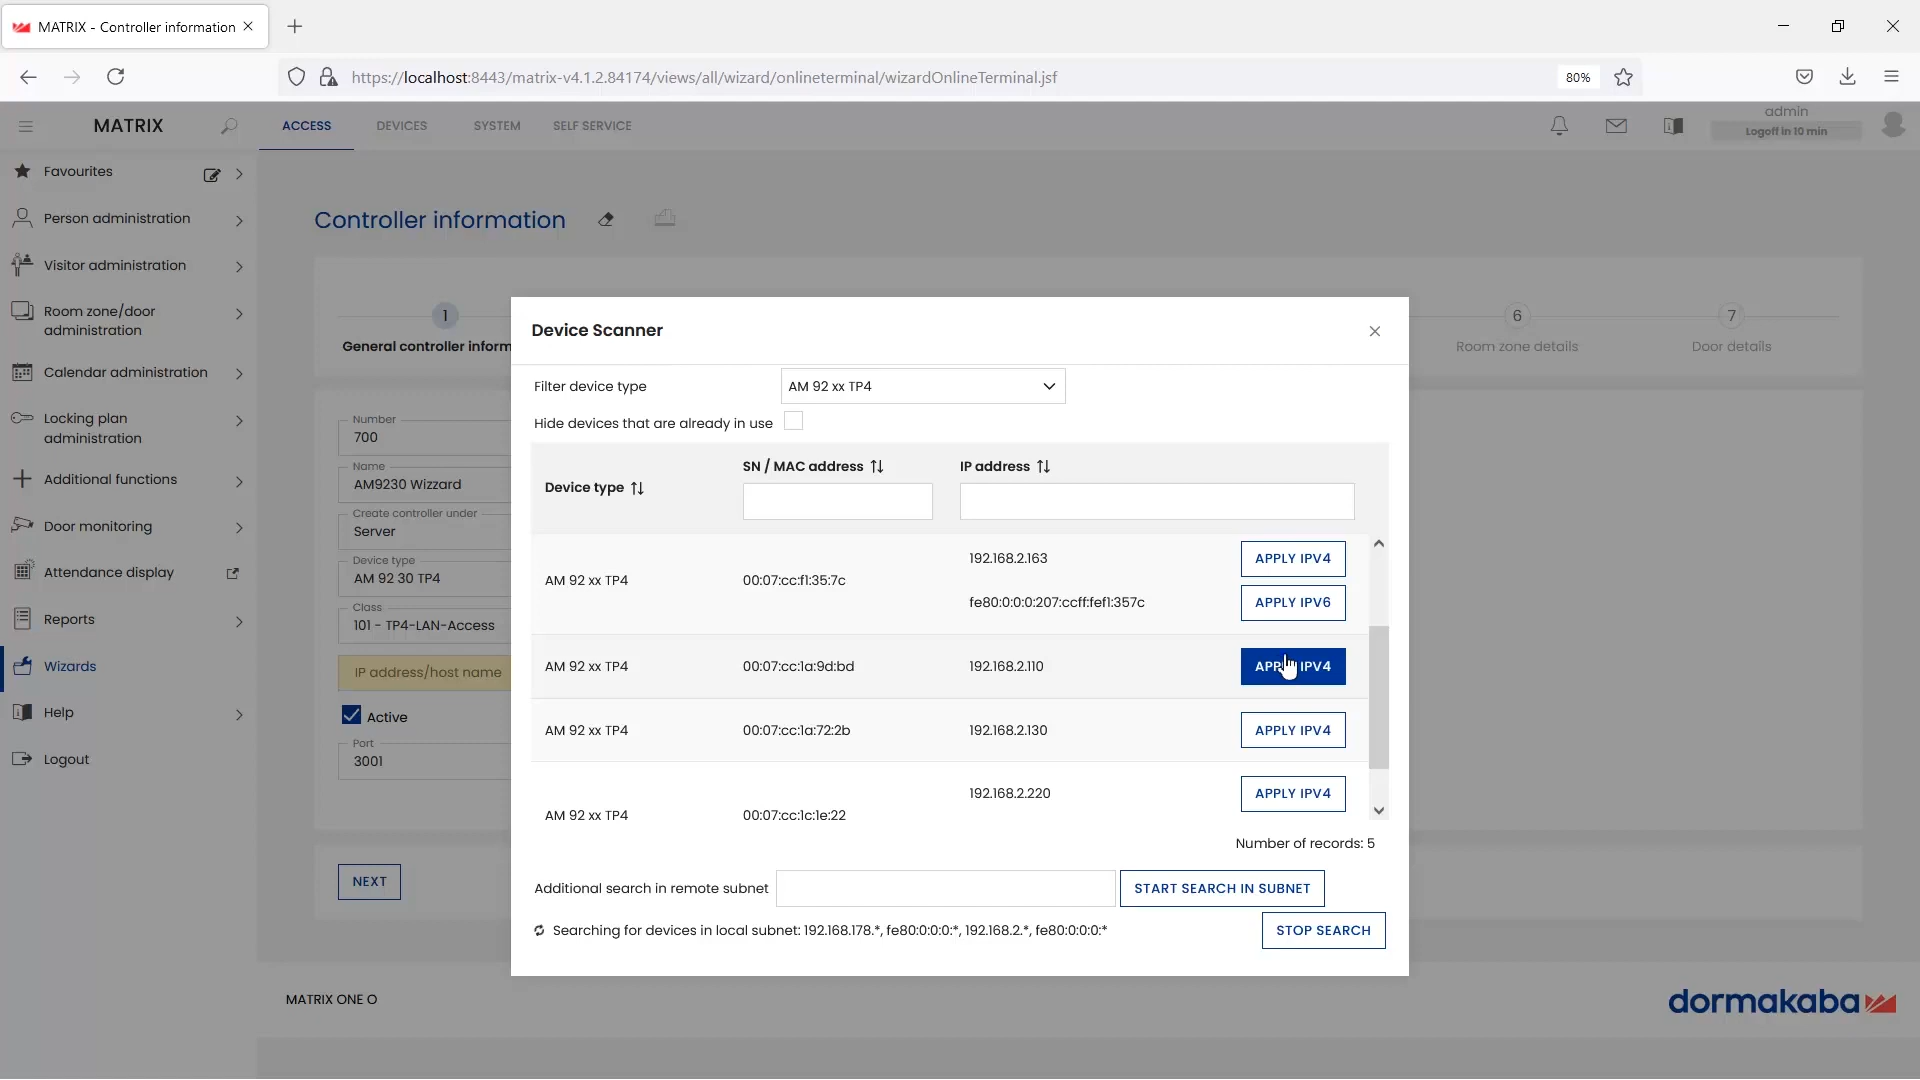 MATRIX - Controller information
https://localhost:8443/matrix-v4.1.2.84174/views/all/wizard/onlineterminal/wizardOnlineTerminal.jsf
80%
MATRIX
ACCESS
DEVICES
SYSTEM
SELF SERVICE
admin
Logoff in 10 min
Favourites
Person administration
Visitor administration
Room zone/door
administration
Calendar administration
Locking plan
administration
Additional functions
Door monitoring
Attendance display
Reports
Wizards
Help
Logout
Controller information
1
General controller inform
6
Room zone details
7
Door details
Number
700
Name
AM9230 Wizzard
Create controller under
Server
Device type
AM 92 30 TP4
Class
101 - TP4-LAN-Access
IP address/host name
Active
Port
3001
NEXT
Device Scanner
Filter device type
AM 92 xx TP4
Hide devices that are already in use
Device type
SN / MAC address
IP address
AM 92 xx TP4
00:07:cc:f1:35:7c
192.168.2.163
APPLY IPV4
fe80:0:0:0:207:ccff:fef1:357c
APPLY IPV6
AM 92 xx TP4
00:07:cc:1a:9d:bd
192.168.2.110
APPLY IPV4
AM 92 xx TP4
00:07:cc:1a:72:2b
192.168.2.130
APPLY IPV4
AM 92 xx TP4
00:07:cc:1c:1e:22
192.168.2.220
APPLY IPV4
Number of records: 5
Additional search in remote subnet
START SEARCH IN SUBNET
Searching for devices in local subnet: 192.168.178.*, fe80:0:0:0:*, 192.168.2.*, fe80:0:0:0:*
STOP SEARCH
MATRIX ONE O
dormakaba